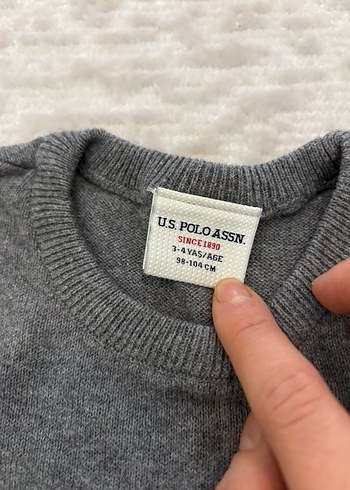 U.S. POLO ASSN.
SINCE 1890
3-4 YAŞ/AGE
98-104 CM